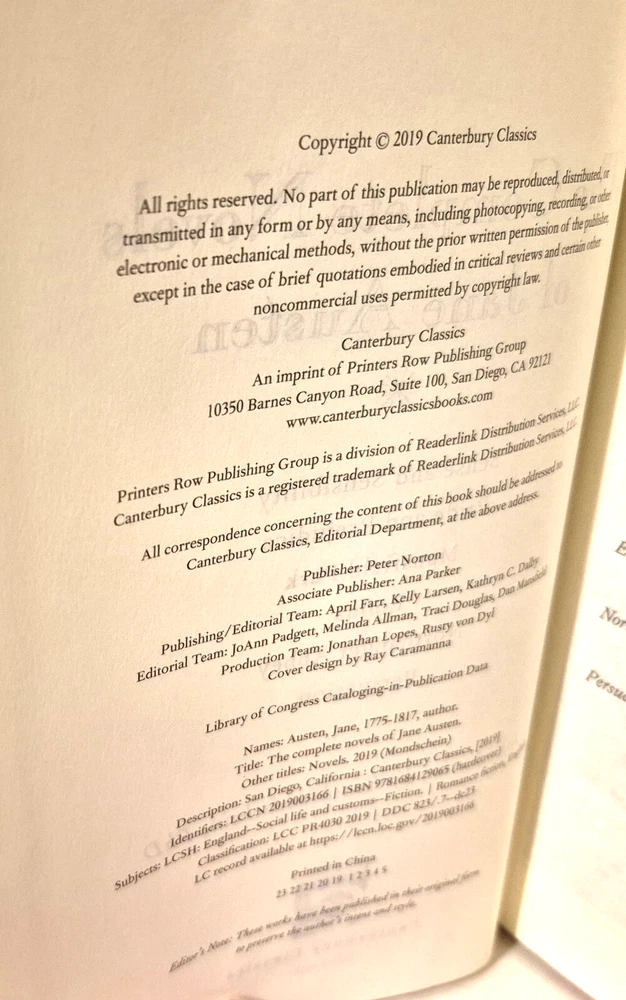 Copyright © 2019 Canterbury Classics
All rights reserved. No part of this publication may be reproduced, distributed, or
transmitted in any form or by any means, including photocopying, recording, or other
electronic or mechanical methods, without the prior written permission of the publisher,
except in the case of brief quotations embodied in critical reviews and certain other
noncommercial uses permitted by copyright law.
Canterbury Classics
An imprint of Printers Row Publishing Group
10350 Barnes Canyon Road, Suite 100, San Diego, CA 92121
www.canterburyclassicsbooks.com
Printers Row Publishing Group is a division of Readerlink Distribution Services, LLC.
Canterbury Classics is a registered trademark of Readerlink Distribution Services, LLC.
All correspondence concerning the content of this book should be addressed to
Canterbury Classics, Editorial Department, at the above address.
Publisher: Peter Norton
Associate Publisher: Ana Parker
Publishing/Editorial Team: April Farr, Kelly Larsen, Kathryn C. Dalby
Editorial Team: JoAnn Padgett, Melinda Allman, Traci Douglas, Dan Mansfield
Production Team: Jonathan Lopes, Rusty von Dyl
Cover design by Ray Caramanna
Library of Congress Cataloging-in-Publication Data
Names: Austen, Jane, 1775-1817, author.
Title: The complete novels of Jane Austen.
Other titles: Novels. 2019 (Mondschein)
Description: San Diego, California : Canterbury Classics, [2019]
Identifiers: LCCN 2019003166 | ISBN 9781684129065 (hardcover)
Subjects: LCSH: England--Social life and customs--Fiction. | Romance fiction,
Classification: LCC PR4030 2019 | DDC 823/.7--dc23
LC record available at https://lccn.loc.gov/2019003166
Printed in China
23 22 21 20 19 1 2 3 4 5
Editor's Note: These works have been published in their original form
to preserve the author's intent and style.